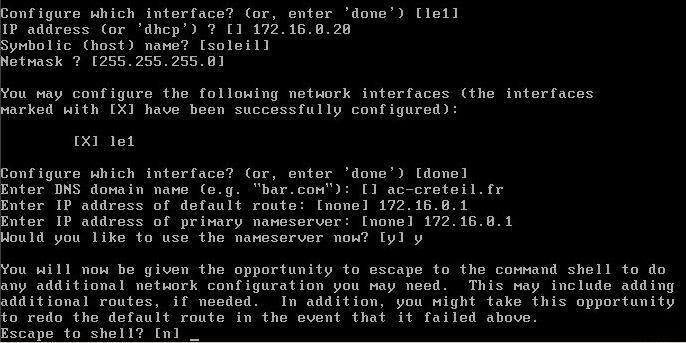 Configure which interface? (or, enter 'done') [le1]
IP address (or 'dhcp') ? [] 172.16.0.20
Symbolic (host) name? [soleil]
Netmask ? [255.255.255.0]
You may configure the following network interfaces (the interfaces
marked with [X] have been successfully configured):
[X] le1
Configure which interface? (or, enter 'done') [done]
Enter DNS domain name (e.g. "bar.com"): [] ac-creteil.fr
Enter IP address of default route: [none] 172.16.0.1
Enter IP address of primary nameserver: [none] 172.16.0.1
Would you like to use the nameserver now? [y] y
You will now be given the opportunity to escape to the command shell to do
any additional network configuration you may need.  This may include adding
additional routes, if needed.  In addition, you might take this opportunity
to redo the default route in the event that it failed above.
Escape to shell? [n] _